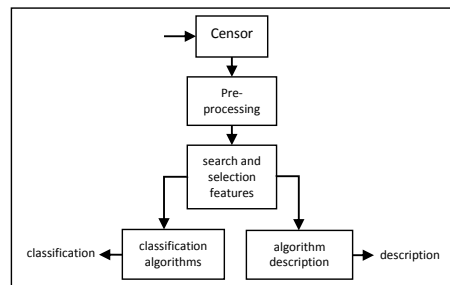 Censor
Pre-
processing
search and
selection
features
classification
classification
algorithms
algorithm
description
description